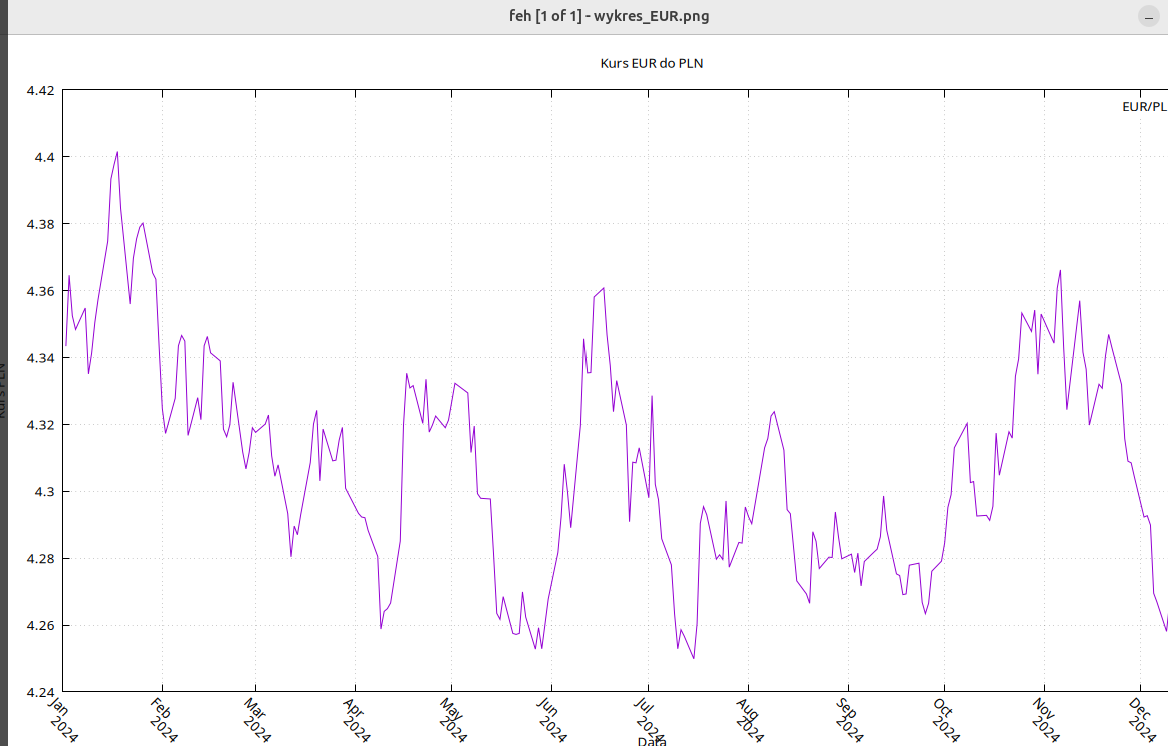 feh [1 of 1] - wykres_EUR.png
Kurs EUR do PLN
EUR/PL
4.42
4.4
4.38
4.36
4.34
4.32
4.3
4.28
4.26
4.24
Kurs PLN
Jan
2024
Feb
2024
Mar
2024
Apr
2024
May
2024
Jun
2024
Jul
2024
Aug
2024
Sep
2024
Oct
2024
Nov
2024
Dec
2024
Data